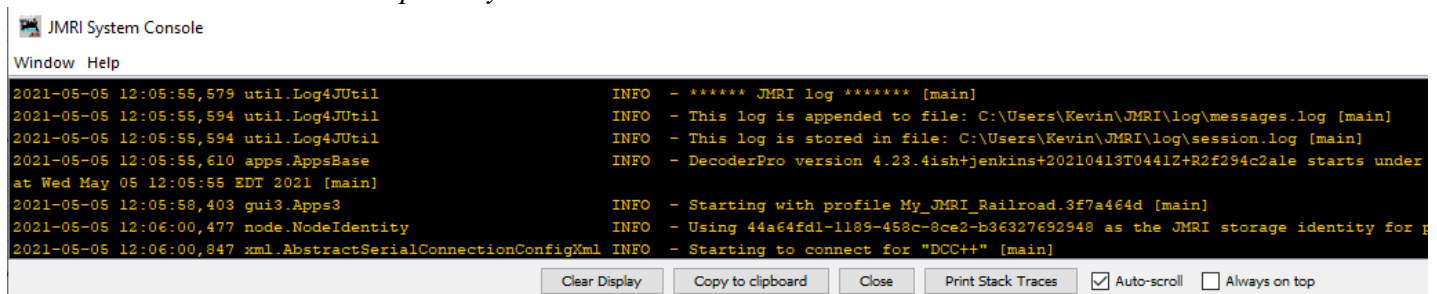 JMRI System Console
Window Help
2021-05-05 12:05:55,579 util.Log4JUtil INFO - ****** JMRI log ******* [main]
2021-05-05 12:05:55,594 util.Log4JUtil INFO - This log is appended to file: C:\Users\Kevin\JMRI\log\messages.log [main]
2021-05-05 12:05:55,594 util.Log4JUtil INFO - This log is stored in file: C:\Users\Kevin\JMRI\log\session.log [main]
2021-05-05 12:05:55,610 apps.AppsBase INFO - DecoderPro version 4.23.4ish+jenkins+20210413T0441Z+R2f294c2a1e starts under
at Wed May 05 12:05:55 EDT 2021 [main]
2021-05-05 12:05:58,403 gui3.Apps3 INFO - Starting with profile My_JMRI_Railroad.3f7a464d [main]
2021-05-05 12:06:00,477 node.NodeIdentity INFO - Using 44a64fd1-1189-458c-8ce2-b36327692948 as the JMRI storage identity for
2021-05-05 12:06:00,847 xml.AbstractSerialConnectionConfigXml INFO - Starting to connect for "DCC++" [main]
Clear Display Copy to clipboard Close Print Stack Traces Auto-scroll Always on top